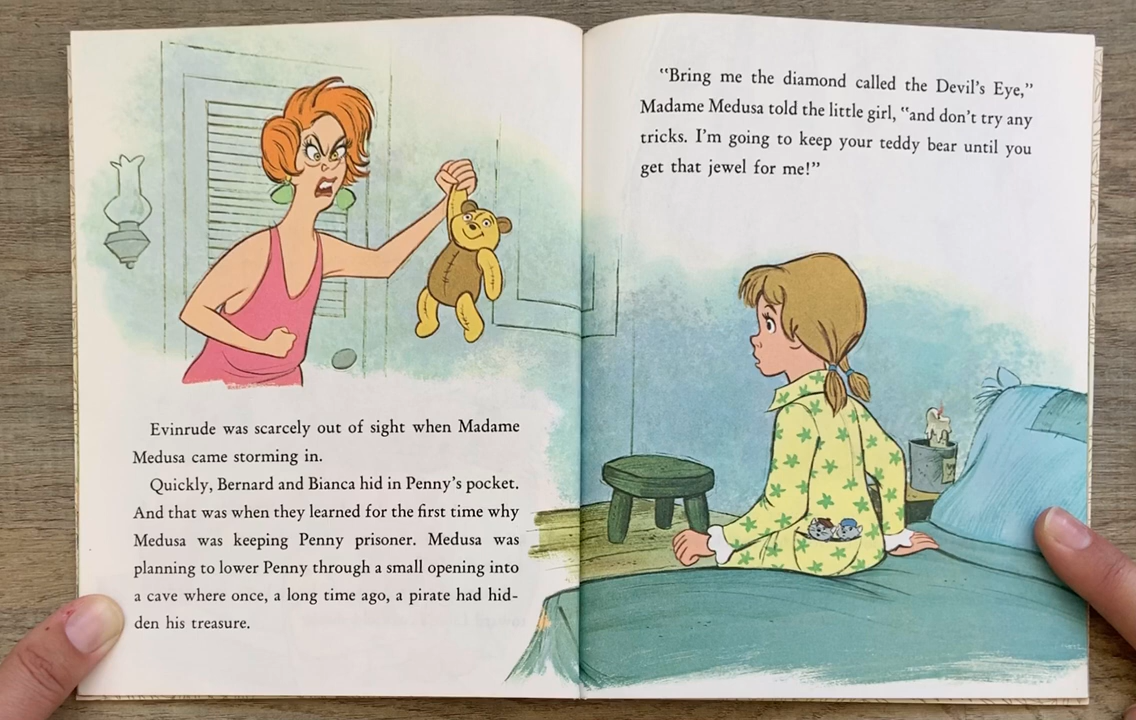 Evinrude was scarcely out of sight when Madame
Medusa came storming in.
Quickly, Bernard and Bianca hid in Penny's pocket.
And that was when they learned for the first time why
Medusa was keeping Penny prisoner. Medusa was
planning to lower Penny through a small opening into
a cave where once, a long time ago, a pirate had hid-
den his treasure.
"Bring me the diamond called the Devil's Eye,"
Madame Medusa told the little girl, "and don't try any
tricks. I'm going to keep your teddy bear until you
get that jewel for me!"